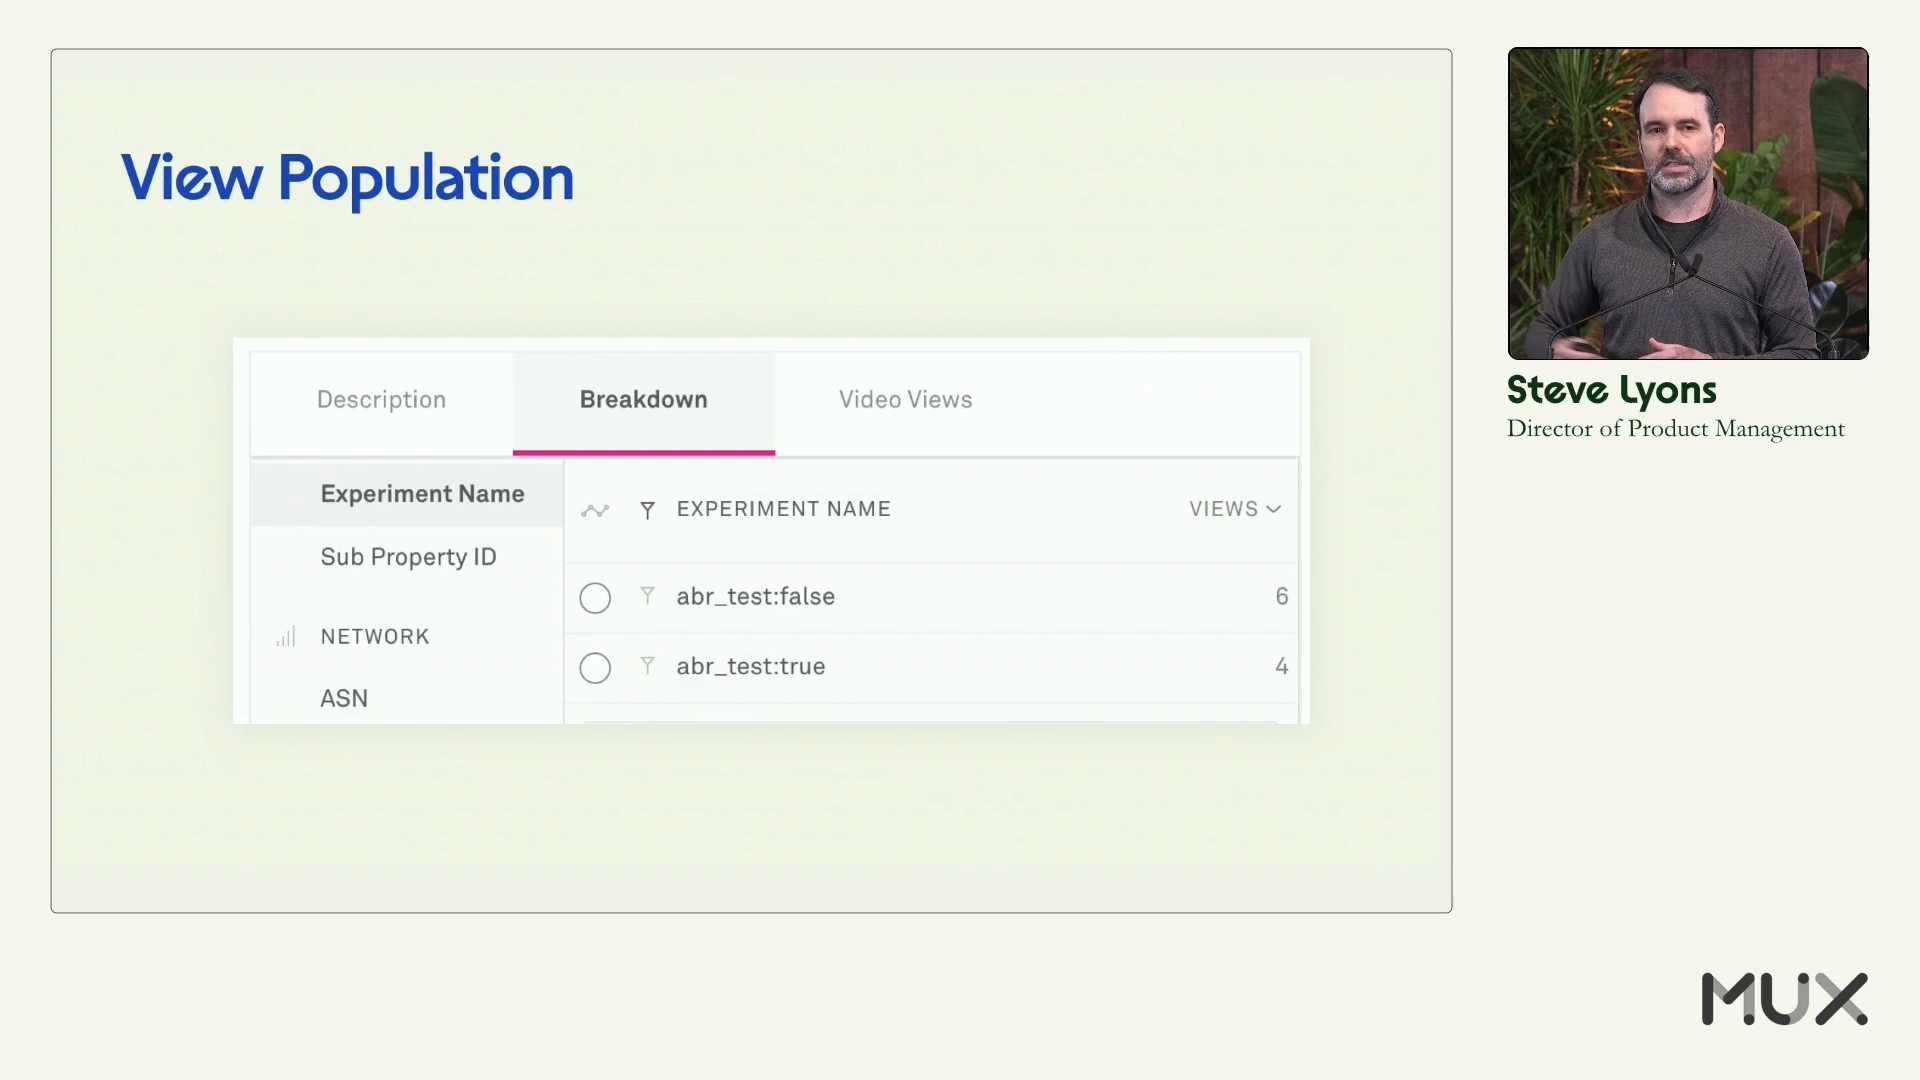 View Population
Description
Breakdown
Video Views
Experiment Name
Sub Property ID
NETWORK
ASN
EXPERIMENT NAME
VIEWS
abr_test:false
6
abr_test:true
4
Steve Lyons
Director of Product Management
MUX